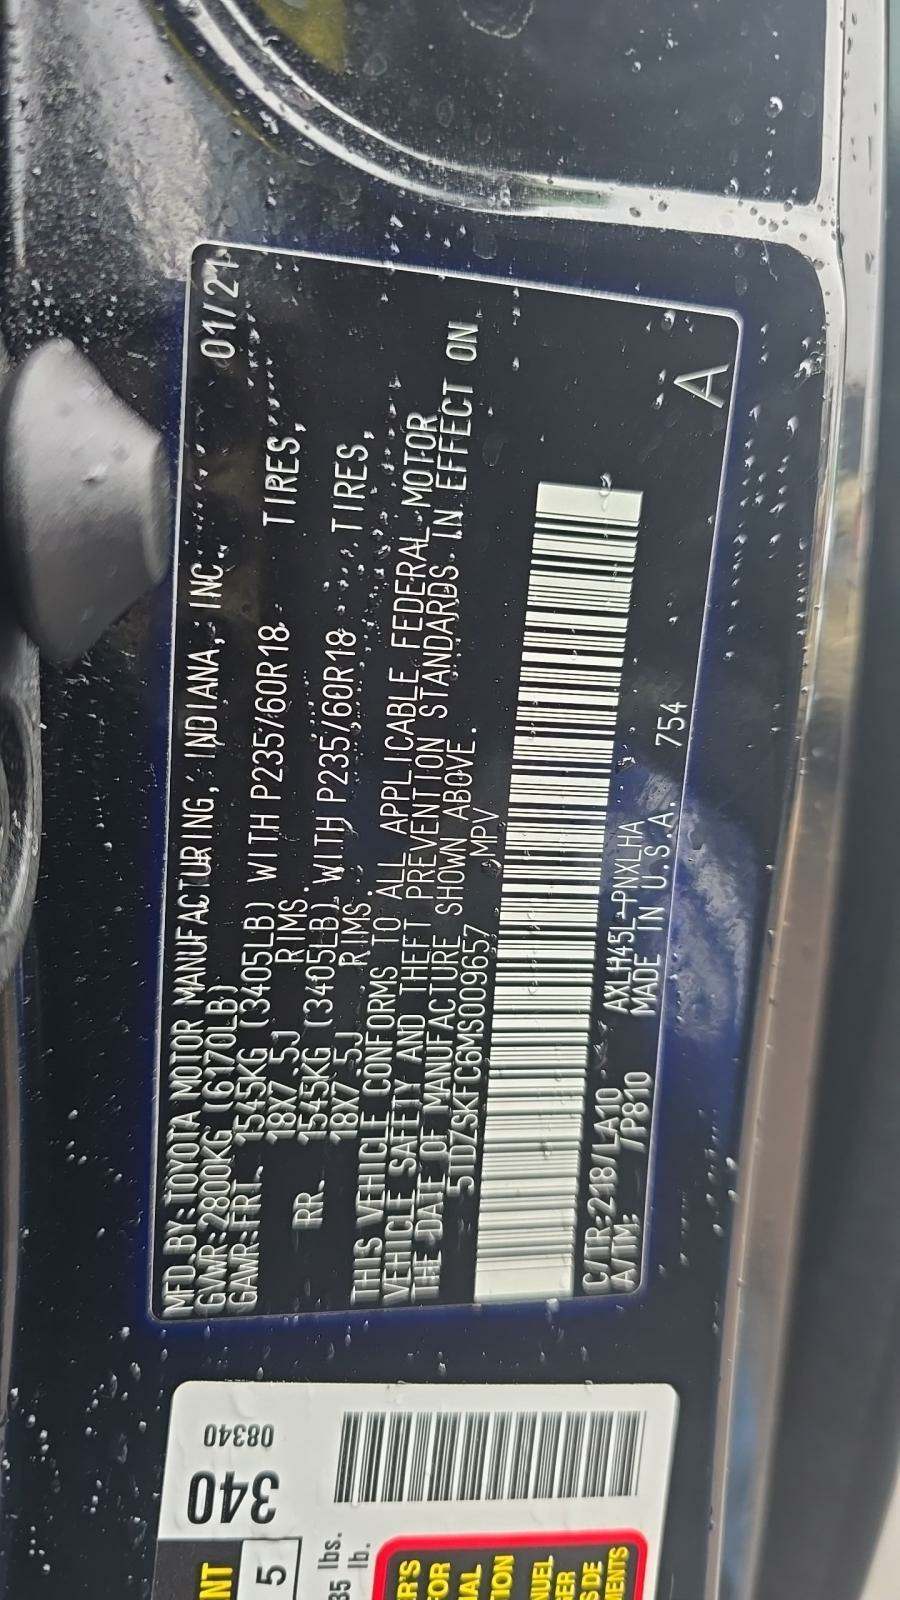 MFD.BY:TOYOTA MOTOR MANUFACTURING, INDIANA, INC. 01/21
GVWR:2800KG (6170LB)
GAWR:FRT. 1545KG (3405LB) WITH P235/60R18 TIRES,
18X7.5J RIMS.
RR. 1545KG (3405LB) WITH P235/60R18 TIRES,
18X7.5J RIMS.
THIS VEHICLE CONFORMS TO ALL APPLICABLE FEDERAL MOTOR
VEHICLE SAFETY AND THEFT PREVENTION STANDARDS IN EFFECT ON
THE DATE OF MANUFACTURE SHOWN ABOVE.
5TDZSKFC6MS009657 MPV
C/TR:218/LA10 AXLH45L-PNXLHA
A/TM: /P810 MADE IN U.S.A. 754
A
08340
340
5
lbs.
lb.